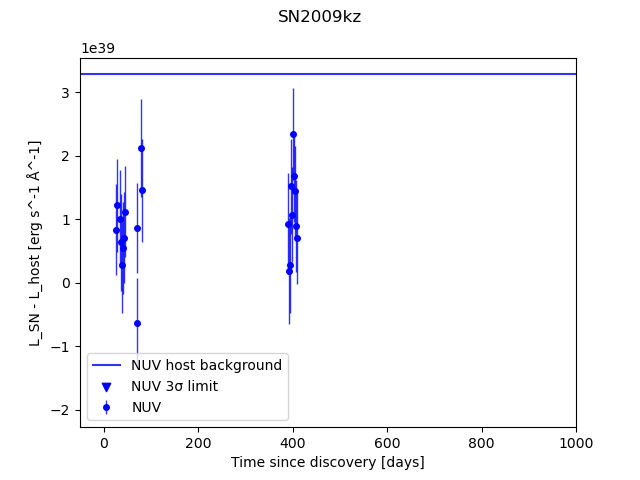 SN2009kz
1e39
L_SN - L_host [erg s^-1 Å^-1]
3
2
1
0
−1
−2
NUV host background
NUV 3σ limit
NUV
0
200
400
600
800
1000
Time since discovery [days]